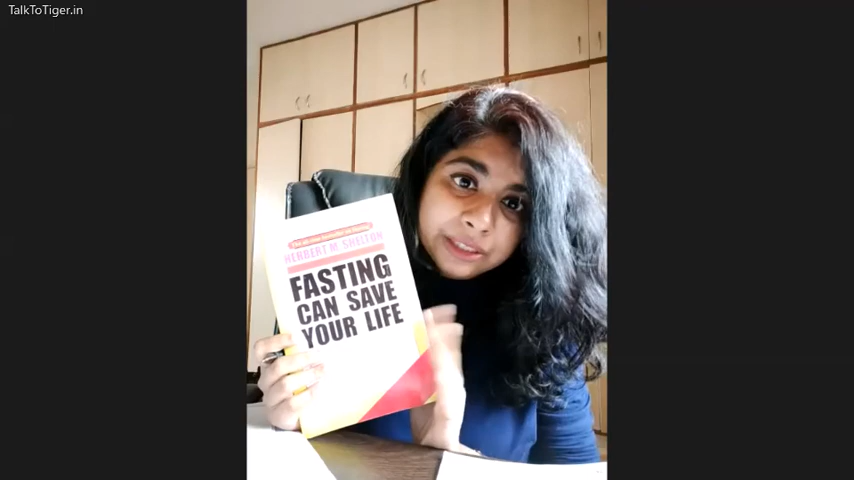 TalkToTiger.in
HERBERT M. SHELTON
FASTING
CAN SAVE
YOUR LIFE